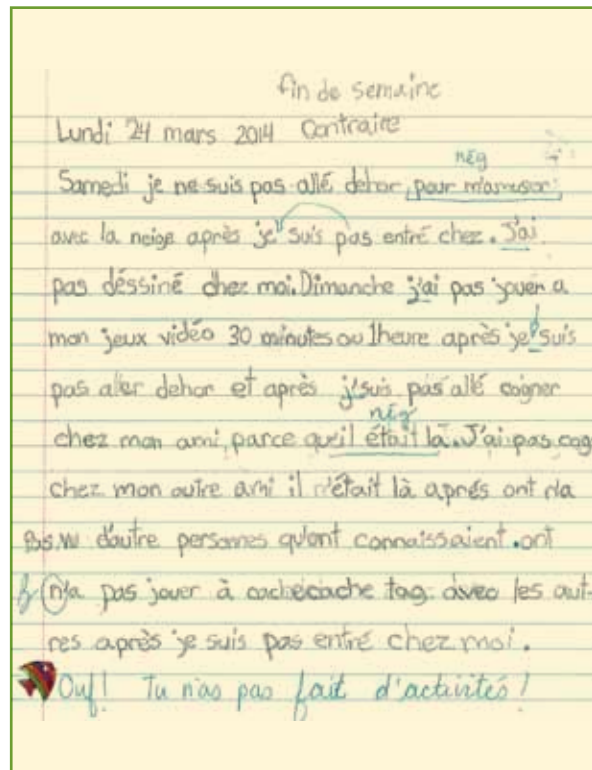 fin de semaine
Lundi 24 mars 2014 Contraire
nég
Samedi je ne suis pas allé dehor, pour m'amuser,
avec la neige après je suis pas entré chez. J'ai
pas déssiné chez moi. Dimanche j'ai pas jouer a
mon jeux vidéo 30 minutes ou 1heure après je suis
pas aller dehor et après j'suis pas allé cogner
nég
chez mon ami, parce qu'il était là. J'ai pas cog
chez mon autre ami il n'était là aprés ont n'a
pas vu d'autre persones qu'ont connaissaient. ont
n'a pas jouer à cachecache tag avec les aut-
res après je suis pas entré chez moi.
Ouf! Tu n'as pas fait d'activités!